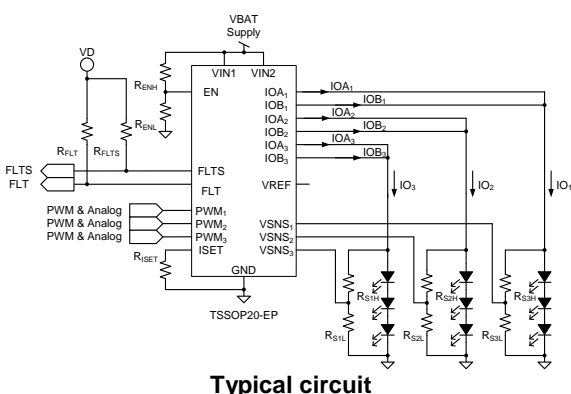 VBAT
Supply
VD
VIN1 VIN2
RENH
EN
RENL
IOA1
IOB1
IOA2
IOB2
IOA3
IOB3
IOA1
IOB1
IOA2
IOB2
IOA3
IOB3
RFLT
RFLTS
FLTS
FLT
FLTS
FLT
VREF
IO3
IO2
IO1
PWM & Analog
PWM & Analog
PWM & Analog
PWM1
PWM2
PWM3
ISET
VSNS1
VSNS2
VSNS3
RISET
GND
TSSOP20-EP
RS1H
RS2H
RS3H
RS1L
RS2L
RS3L
Typical circuit